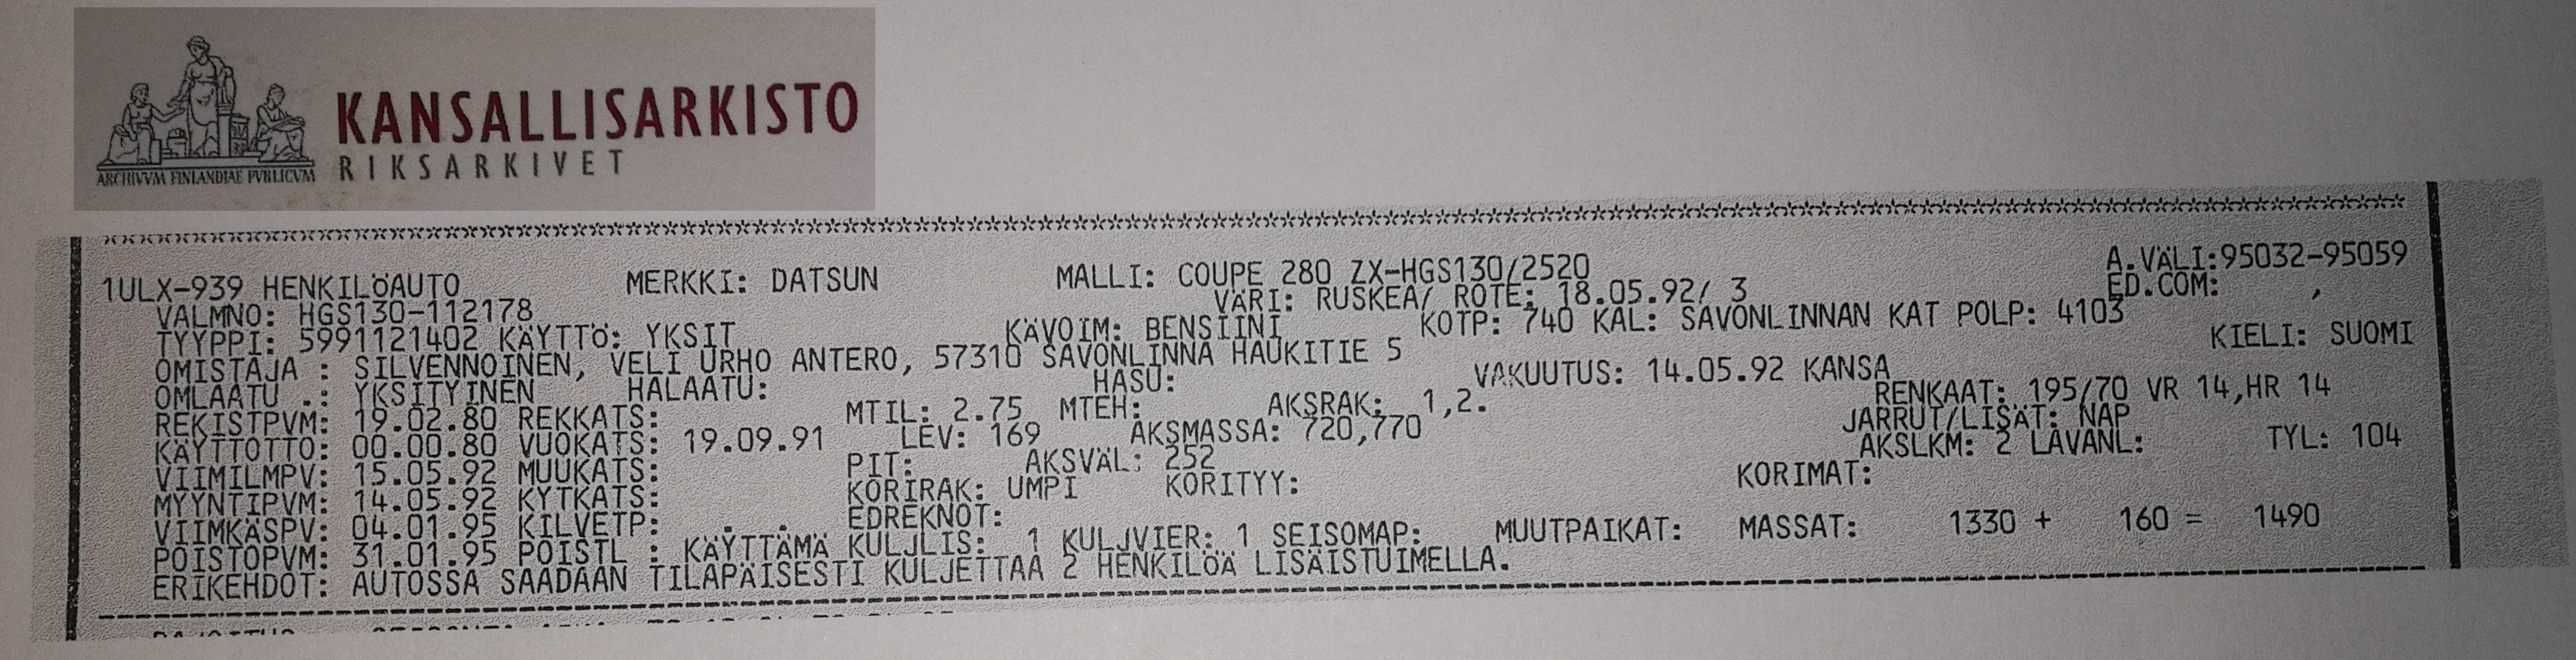 KANSALLISARKISTO
RIKSARKIVET
ARCHIVVM FINLANDIAE PVBLICVM
1ULX-939 HENKILÖAUTO MERKKI: DATSUN MALLI: COUPE 280 ZX-HGS130/2520 A.VÄLI:95032-95059
VALMNO: HGS130-112178 VÄRI: RUSKEA/ ROTE: 18.05.92/ 3 ED.COM: ,
TYYPPI: 5991121402 KÄYTTÖ: YKSIT KÄVOIM: BENSIINI KOTP: 740 KAL: SAVONLINNAN KAT POLP: 4103
OMISTAJA : SILVENNOINEN, VELI URHO ANTERO, 57310 SAVONLINNA HAUKITIE 5 KIELI: SUOMI
OMLAATU .: YKSITYINEN HALAATU: HASU: VAKUUTUS: 14.05.92 KANSA
REKISTPVM: 19.02.80 REKKATS: MTIL: 2.75 MTEH: AKSRAK: 1,2. RENKAAT: 195/70 VR 14,HR 14
KÄYTTOTTO: 00.00.80 VUOKATS: 19.09.91 LEV: 169 AKSMASSA: 720,770 JARRUT/LISÄT: NAP
VIIMILMPV: 15.05.92 MUUKATS: PIT: AKSVÄL: 252 AKSLKM: 2 LAVANL: TYL: 104
MYYNTIPVM: 14.05.92 KYTKATS: KORIRAK: UMPI KORITYY: KORIMAT:
VIIMKÄSPV: 04.01.95 KILVETP: . . EDREKNOT:
POISTOPVM: 31.01.95 POISTL : KÄYTTÄMÄ KULJLIS: 1 KULJVIER: 1 SEISOMAP: MUUTPAIKAT: MASSAT: 1330 + 160 = 1490
ERIKEHDOT: AUTOSSA SAADAAN TILAPÄISESTI KULJETTAA 2 HENKILÖÄ LISÄISTUIMELLA.